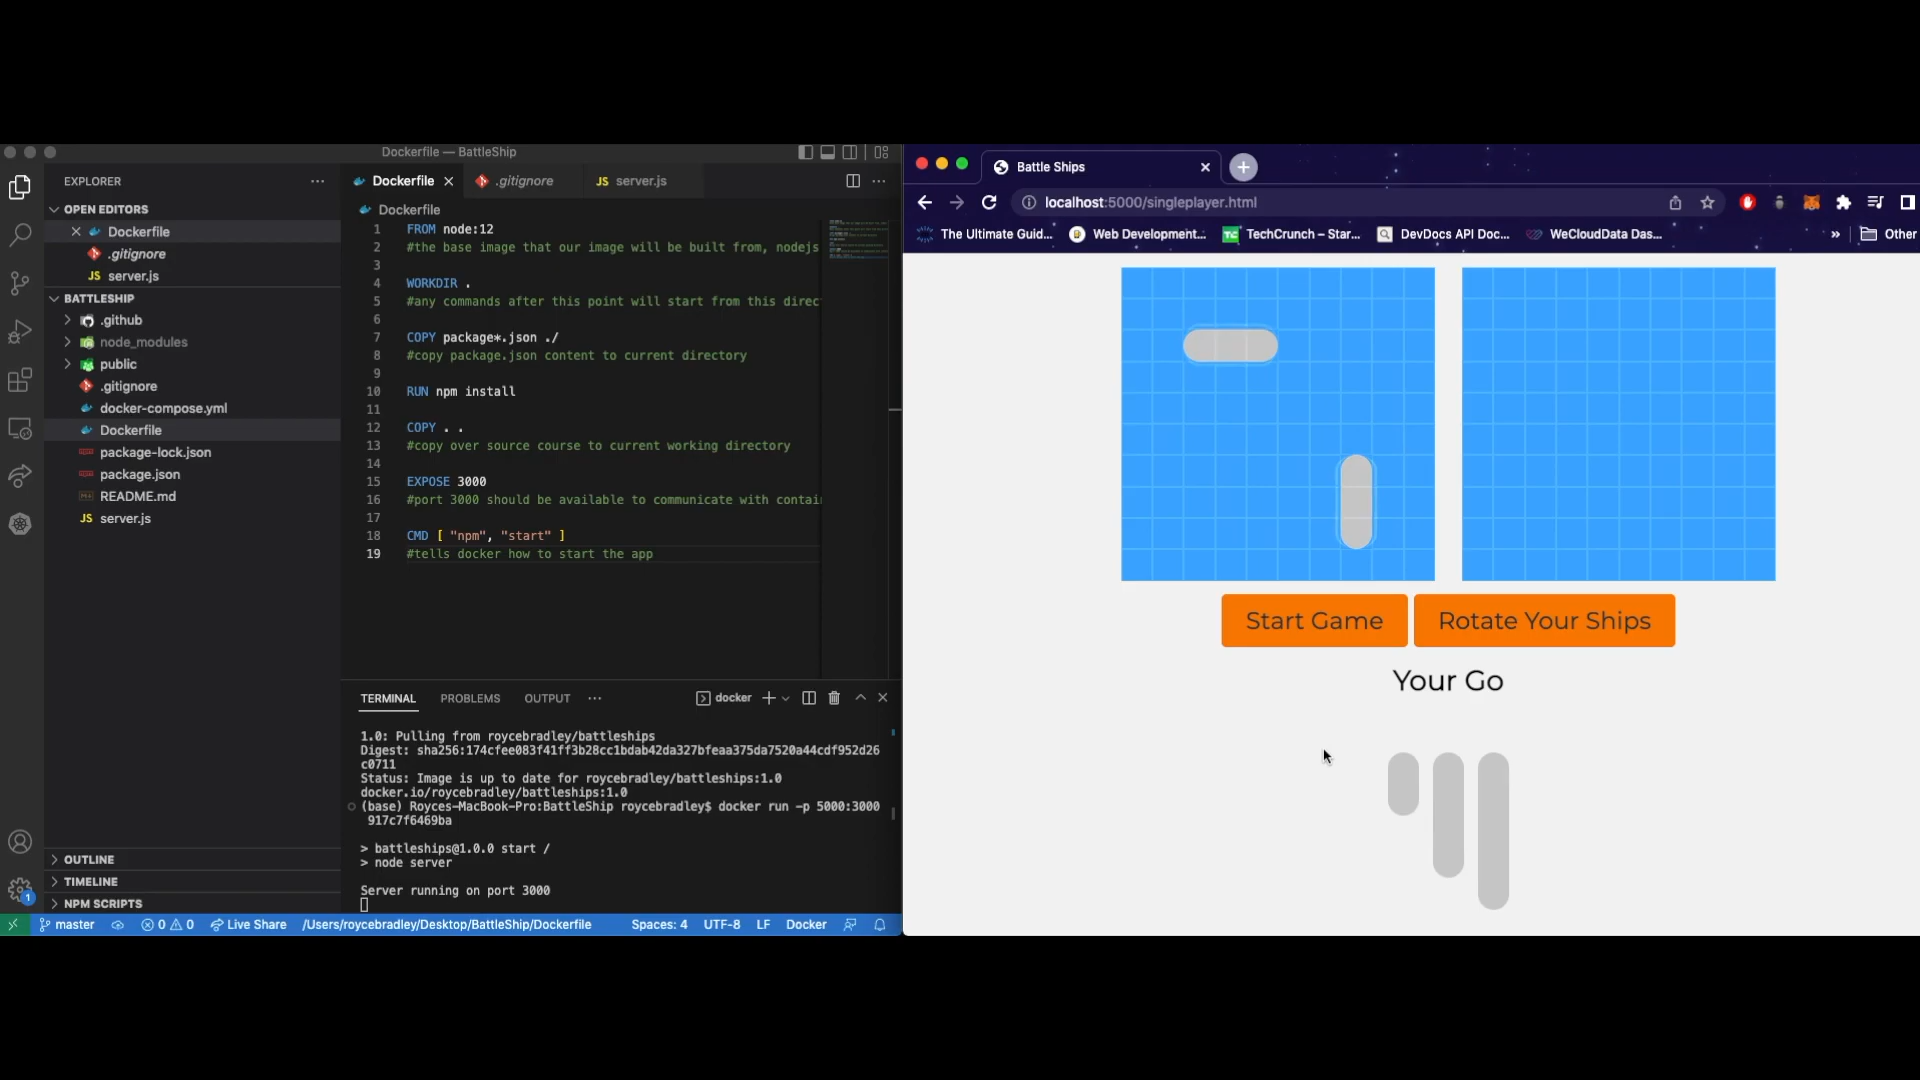 Dockerfile — BattleShip
EXPLORER
OPEN EDITORS
Dockerfile
.gitignore
JS server.js
BATTLESHIP
.github
node_modules
public
.gitignore
docker-compose.yml
Dockerfile
package-lock.json
package.json
README.md
JS server.js
OUTLINE
TIMELINE
NPM SCRIPTS
Dockerfile
.gitignore
JS server.js
Dockerfile
1 FROM node:12
2 #the base image that our image will be built from, nodejs
3
4 WORKDIR .
5 #any commands after this point will start from this direc
6
7 COPY package*.json ./
8 #copy package.json content to current directory
9
10 RUN npm install
11
12 COPY . .
13 #copy over source course to current working directory
14
15 EXPOSE 3000
16 #port 3000 should be available to communicate with contai
17
18 CMD [ "npm", "start" ]
19 #tells docker how to start the app
TERMINAL PROBLEMS OUTPUT ··· docker
1.0: Pulling from roycebradley/battleships
Digest: sha256:174cfee083f41ff3b28cc1bdab42da327bfeaa375da7520a44cdf952d26
c0711
Status: Image is up to date for roycebradley/battleships:1.0
docker.io/roycebradley/battleships:1.0
(base) Royces-MacBook-Pro:BattleShip roycebradley$ docker run -p 5000:3000
917c7f6469ba
> battleships@1.0.0 start /
> node server
Server running on port 3000
1
master 0 0 Live Share /Users/roycebradley/Desktop/BattleShip/Dockerfile Spaces: 4 UTF-8 LF Docker
Battle Ships
localhost:5000/singleplayer.html
The Ultimate Guid... Web Development... TC TechCrunch – Star... DevDocs API Doc... WeCloudData Das... » Other
Start Game
Rotate Your Ships
Your Go